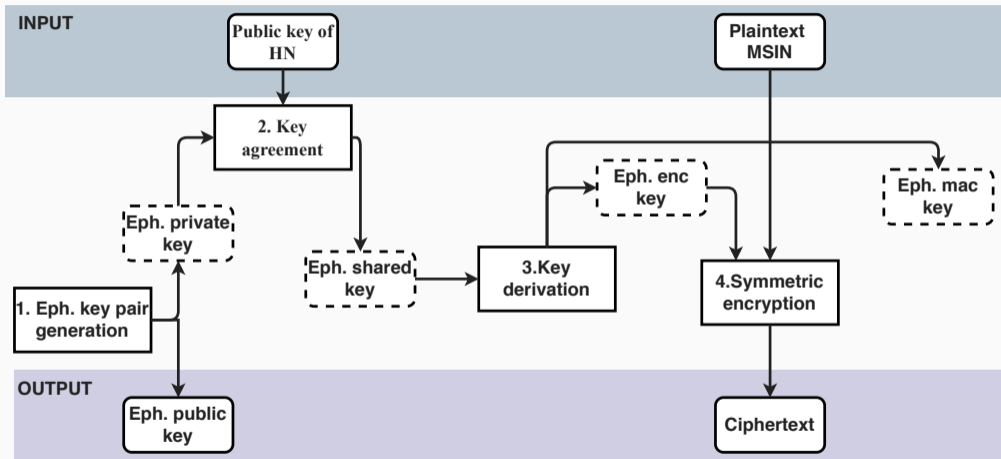 INPUT
Public key of
HN
Plaintext
MSIN
2. Key
agreement
Eph. enc
key
Eph. mac
key
Eph. private
key
Eph. shared
key
3.Key
derivation
4.Symmetric
encryption
1. Eph. key pair
generation
OUTPUT
Eph. public
key
Ciphertext